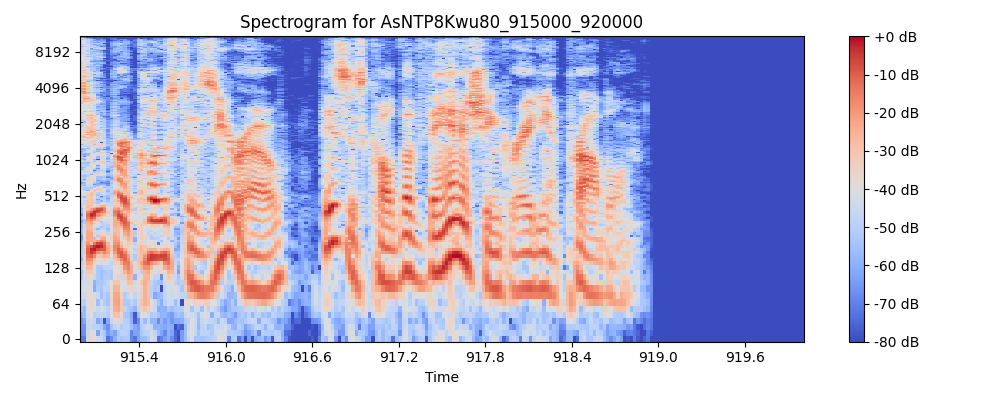 Spectrogram for AsNTP8Kwu80_915000_920000
8192
4096
2048
1024
512
256
128
64
0
Hz
915.4 916.0 916.6 917.2 917.8 918.4 919.0 919.6
Time
+0 dB
-10 dB
-20 dB
-30 dB
-40 dB
-50 dB
-60 dB
-70 dB
-80 dB